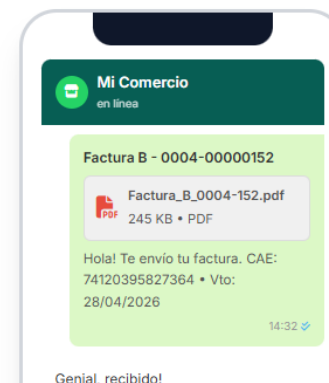 Mi Comercio
en línea
Factura B - 0004-00000152
Factura_B_0004-152.pdf
PDF
245 KB • PDF
Hola! Te envío tu factura. CAE:
74120395827364 • Vto:
28/04/2026
14:32
Genial, recibido!